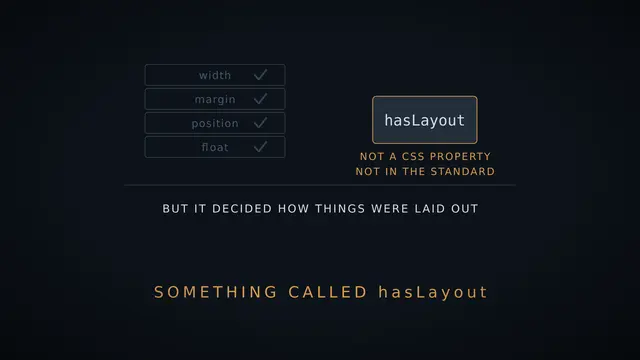 width
margin
position
float
hasLayout
NOT A CSS PROPERTY
NOT IN THE STANDARD
BUT IT DECIDED HOW THINGS WERE LAID OUT
SOMETHING CALLED hasLayout